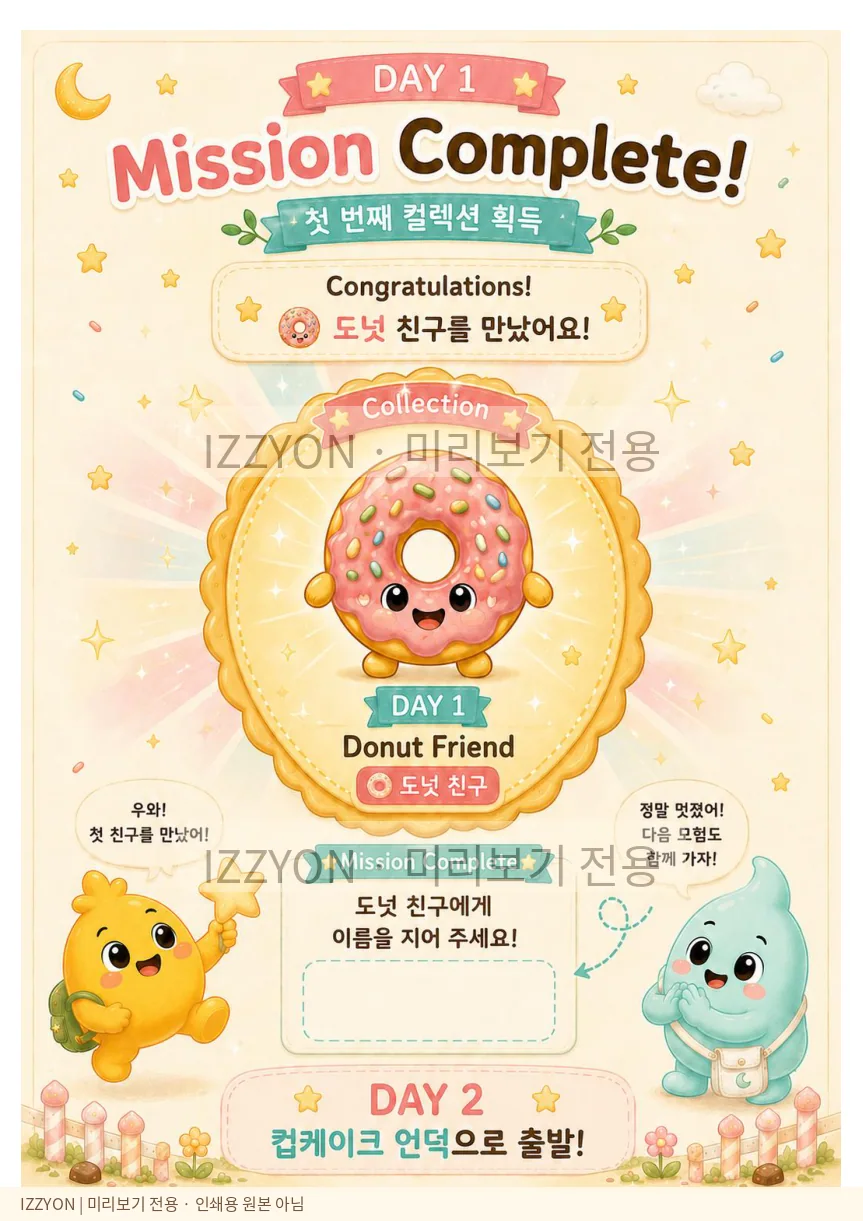 DAY 1
Mission Complete!
첫 번째 컬렉션 획득
Congratulations!
도넛 친구를 만났어요!
Collection
IZZYON · 미리보기 전용
DAY 1
Donut Friend
도넛 친구
우와!
첫 친구를 만났어!
정말 멋졌어!
다음 모험도
함께 가자!
Mission Complete
IZZYON · 미리보기 전용
도넛 친구에게
이름을 지어 주세요!
DAY 2
컵케이크 언덕으로 출발!
IZZYON | 미리보기 전용 · 인쇄용 원본 아님